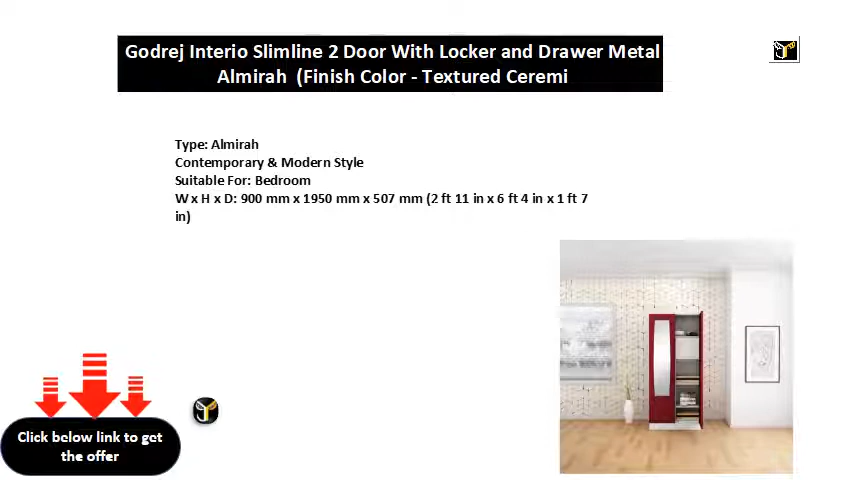 Godrej Interio Slimline 2 Door With Locker and Drawer Metal
Almirah  (Finish Color - Textured Ceremi
Type: Almirah
Contemporary & Modern Style
Suitable For: Bedroom
W x H x D: 900 mm x 1950 mm x 507 mm (2 ft 11 in x 6 ft 4 in x 1 ft 7
in)
Click below link to get
the offer